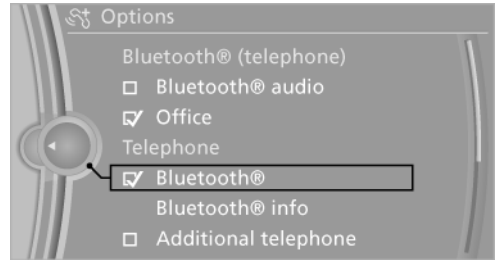 Options
Bluetooth® (telephone)
Bluetooth® audio
Office
Telephone
Bluetooth®
Bluetooth® info
Additional telephone